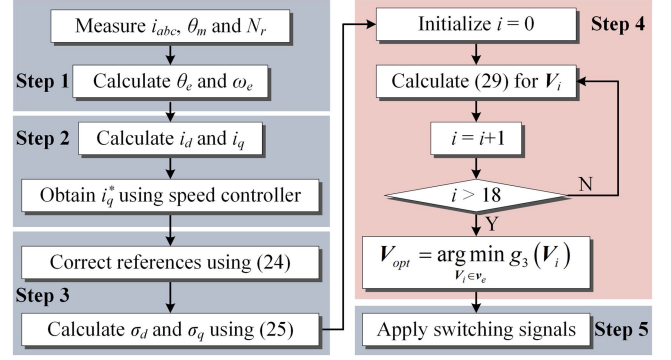 Measure i_abc, θ_m and N_r
Step 1
Calculate θ_e and ω_e
Step 2
Calculate i_d and i_q
Obtain i_q^* using speed controller
Correct references using (24)
Step 3
Calculate σ_d and σ_q using (25)
Initialize i = 0
Step 4
Calculate (29) for V_i
i = i+1
i > 18
N
Y
V_opt = arg min g_3 (V_i)
V_i∈v_e
Apply switching signals
Step 5